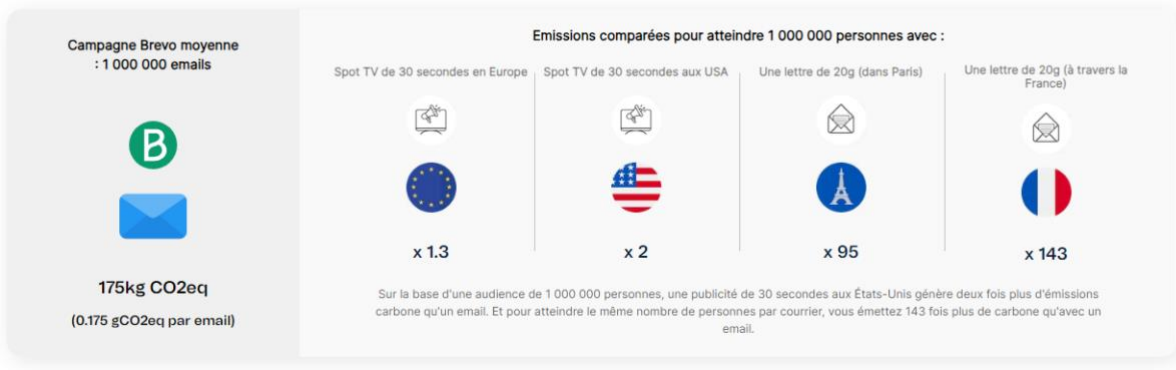 Campagne Brevo moyenne
: 1 000 000 emails
B
175kg CO2eq
(0.175 gCO2eq par email)
Emissions comparées pour atteindre 1 000 000 personnes avec :
Spot TV de 30 secondes en Europe
x 1.3
Spot TV de 30 secondes aux USA
x 2
Une lettre de 20g (dans Paris)
x 95
Une lettre de 20g (à travers la
France)
x 143
Sur la base d'une audience de 1 000 000 personnes, une publicité de 30 secondes aux États-Unis génère deux fois plus d'émissions
carbone qu'un email. Et pour atteindre le même nombre de personnes par courrier, vous émettez 143 fois plus de carbone qu'avec un
email.